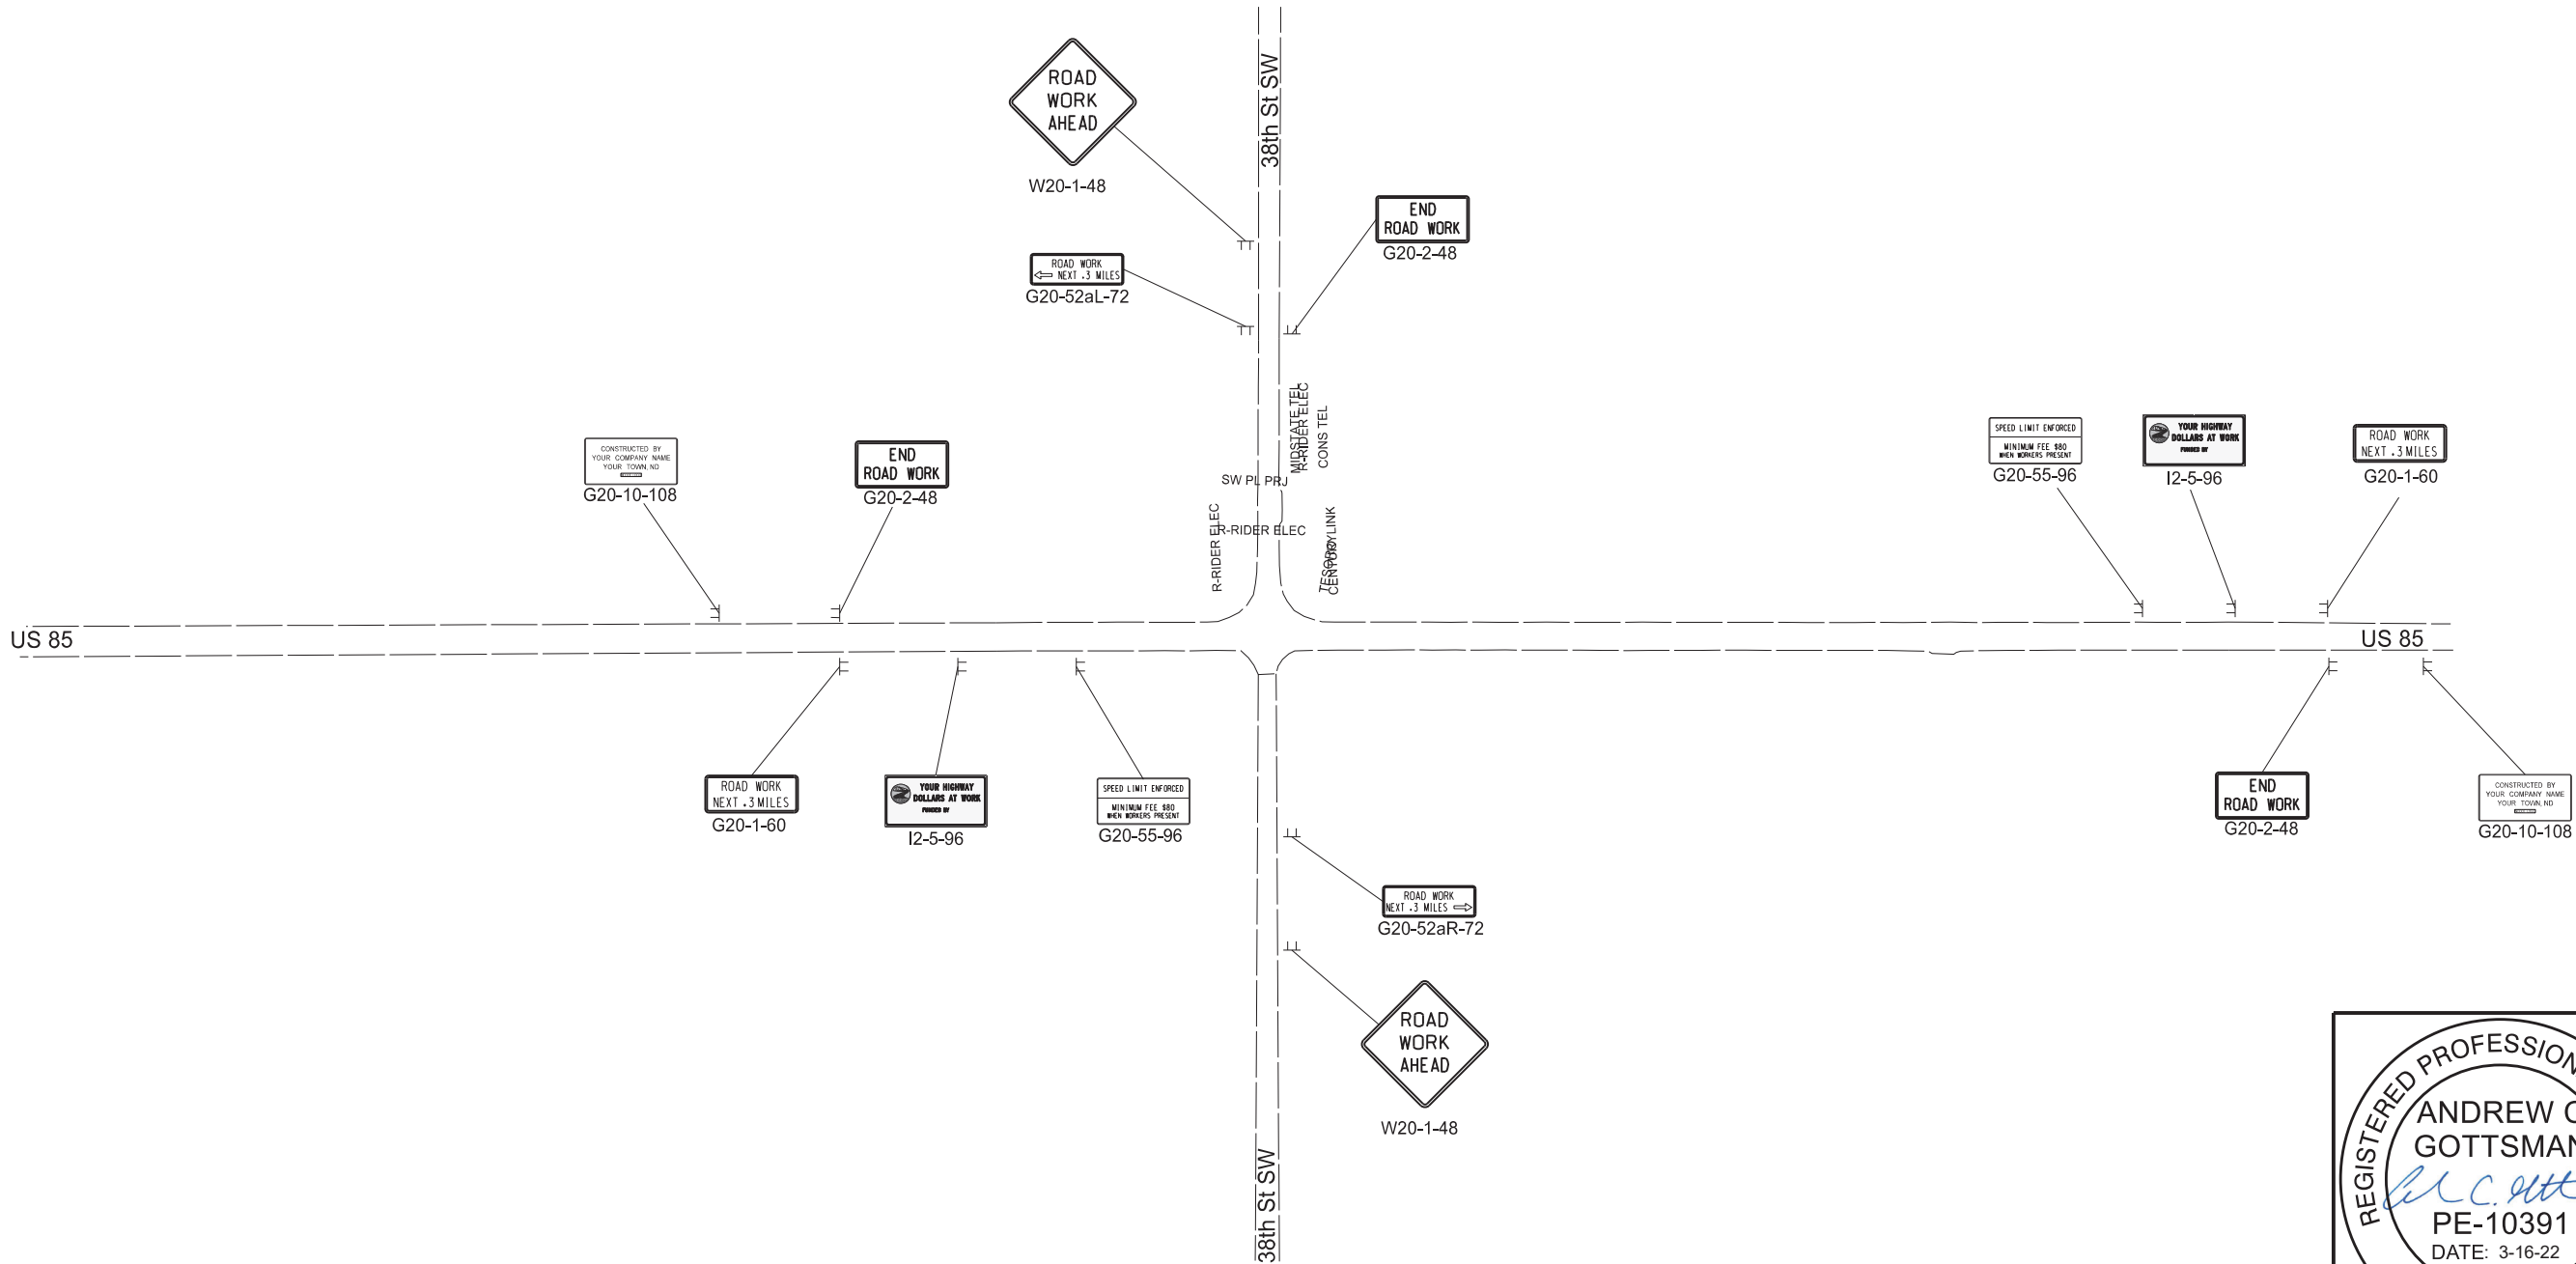 38th St SW
ROAD
WORK
AHEAD
W20-1-48
END
ROAD WORK
G20-2-48
ROAD WORK
NEXT .3 MILES
G20-52aL-72
MIDSTATE TEL
R-RIDER ELEC
CONS TEL
SW PL PRJ
R-RIDER ELEC
R-RIDER ELEC
TESORO
CENTURYLINK
CONSTRUCTED BY
YOUR COMPANY NAME
YOUR TOWN, ND
G20-10-108
END
ROAD WORK
G20-2-48
SPEED LIMIT ENFORCED
MINIMUM FEE $80
WHEN WORKERS PRESENT
G20-55-96
YOUR HIGHWAY
DOLLARS AT WORK
FUNDED BY
I2-5-96
ROAD WORK
NEXT .3 MILES
G20-1-60
US 85
US 85
ROAD WORK
NEXT .3 MILES
G20-1-60
YOUR HIGHWAY
DOLLARS AT WORK
FUNDED BY
I2-5-96
SPEED LIMIT ENFORCED
MINIMUM FEE $80
WHEN WORKERS PRESENT
G20-55-96
END
ROAD WORK
G20-2-48
CONSTRUCTED BY
YOUR COMPANY NAME
YOUR TOWN, ND
G20-10-108
ROAD WORK
NEXT .3 MILES
G20-52aR-72
ROAD
WORK
AHEAD
W20-1-48
38th St SW
REGISTERED PROFESSION
ANDREW C
GOTTSMAN
PE-10391
DATE: 3-16-22